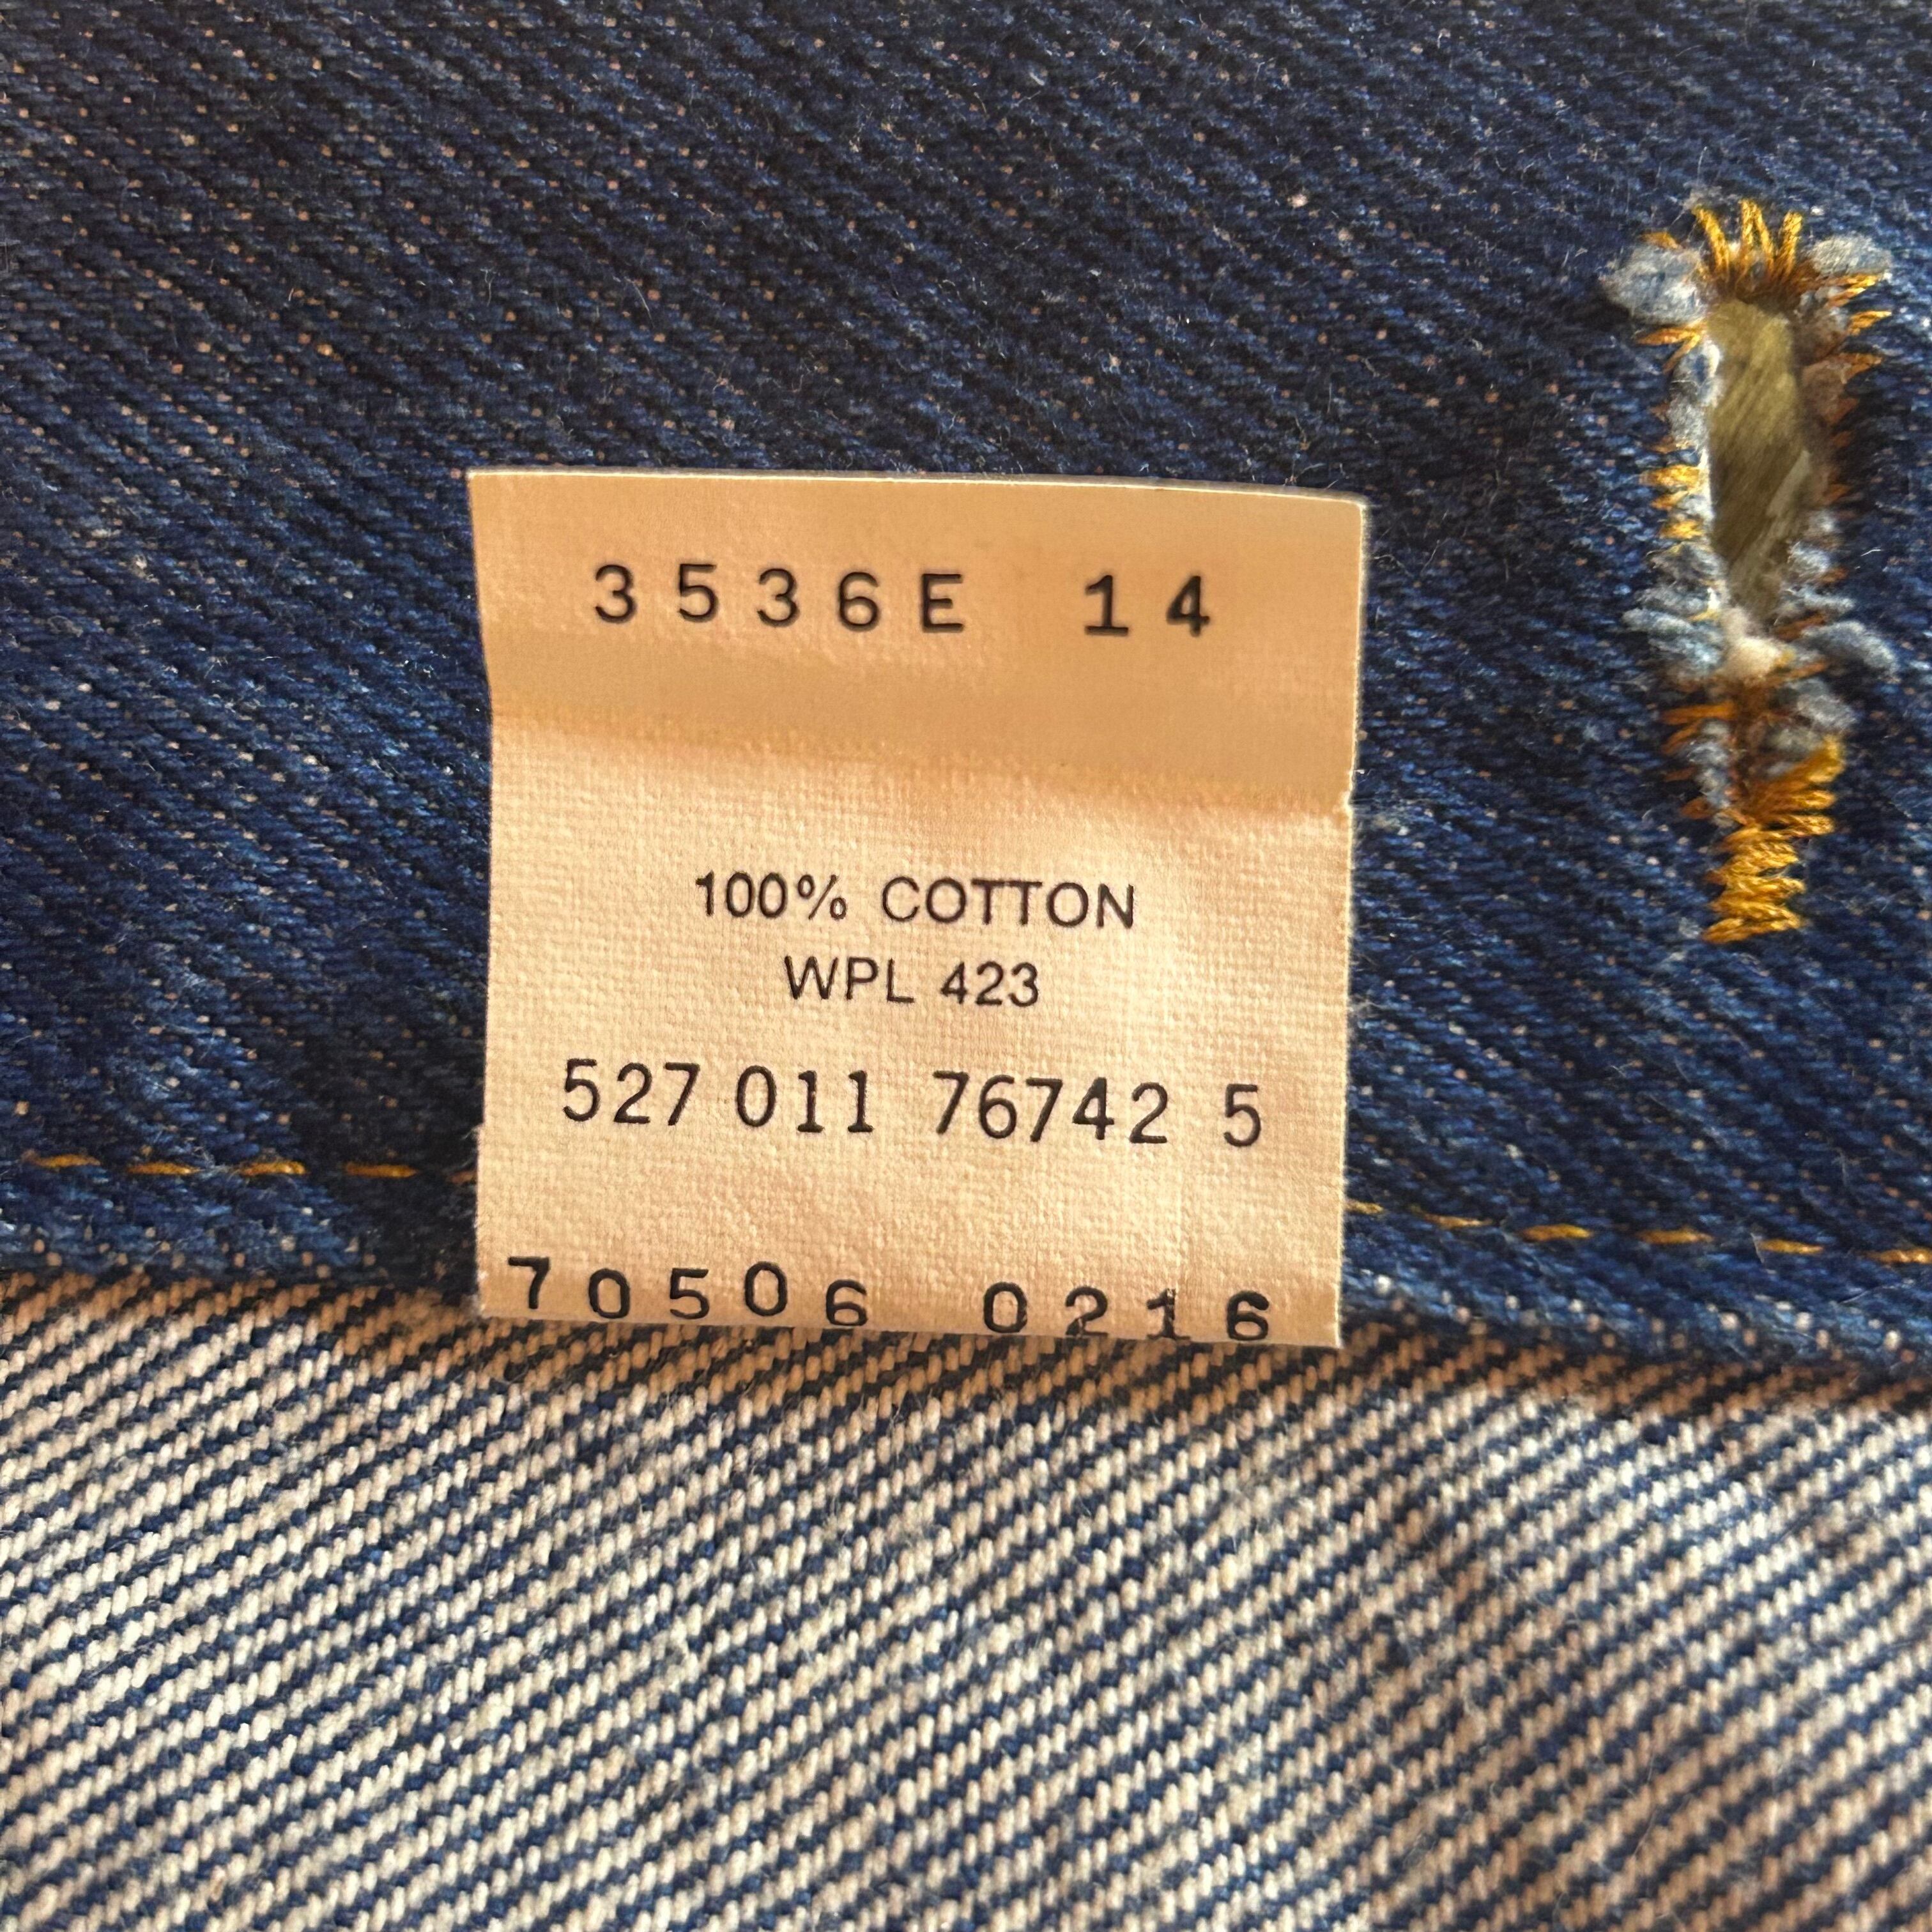 3536E 14
100% COTTON
WPL 423
527 011 76742 5
70506 0216